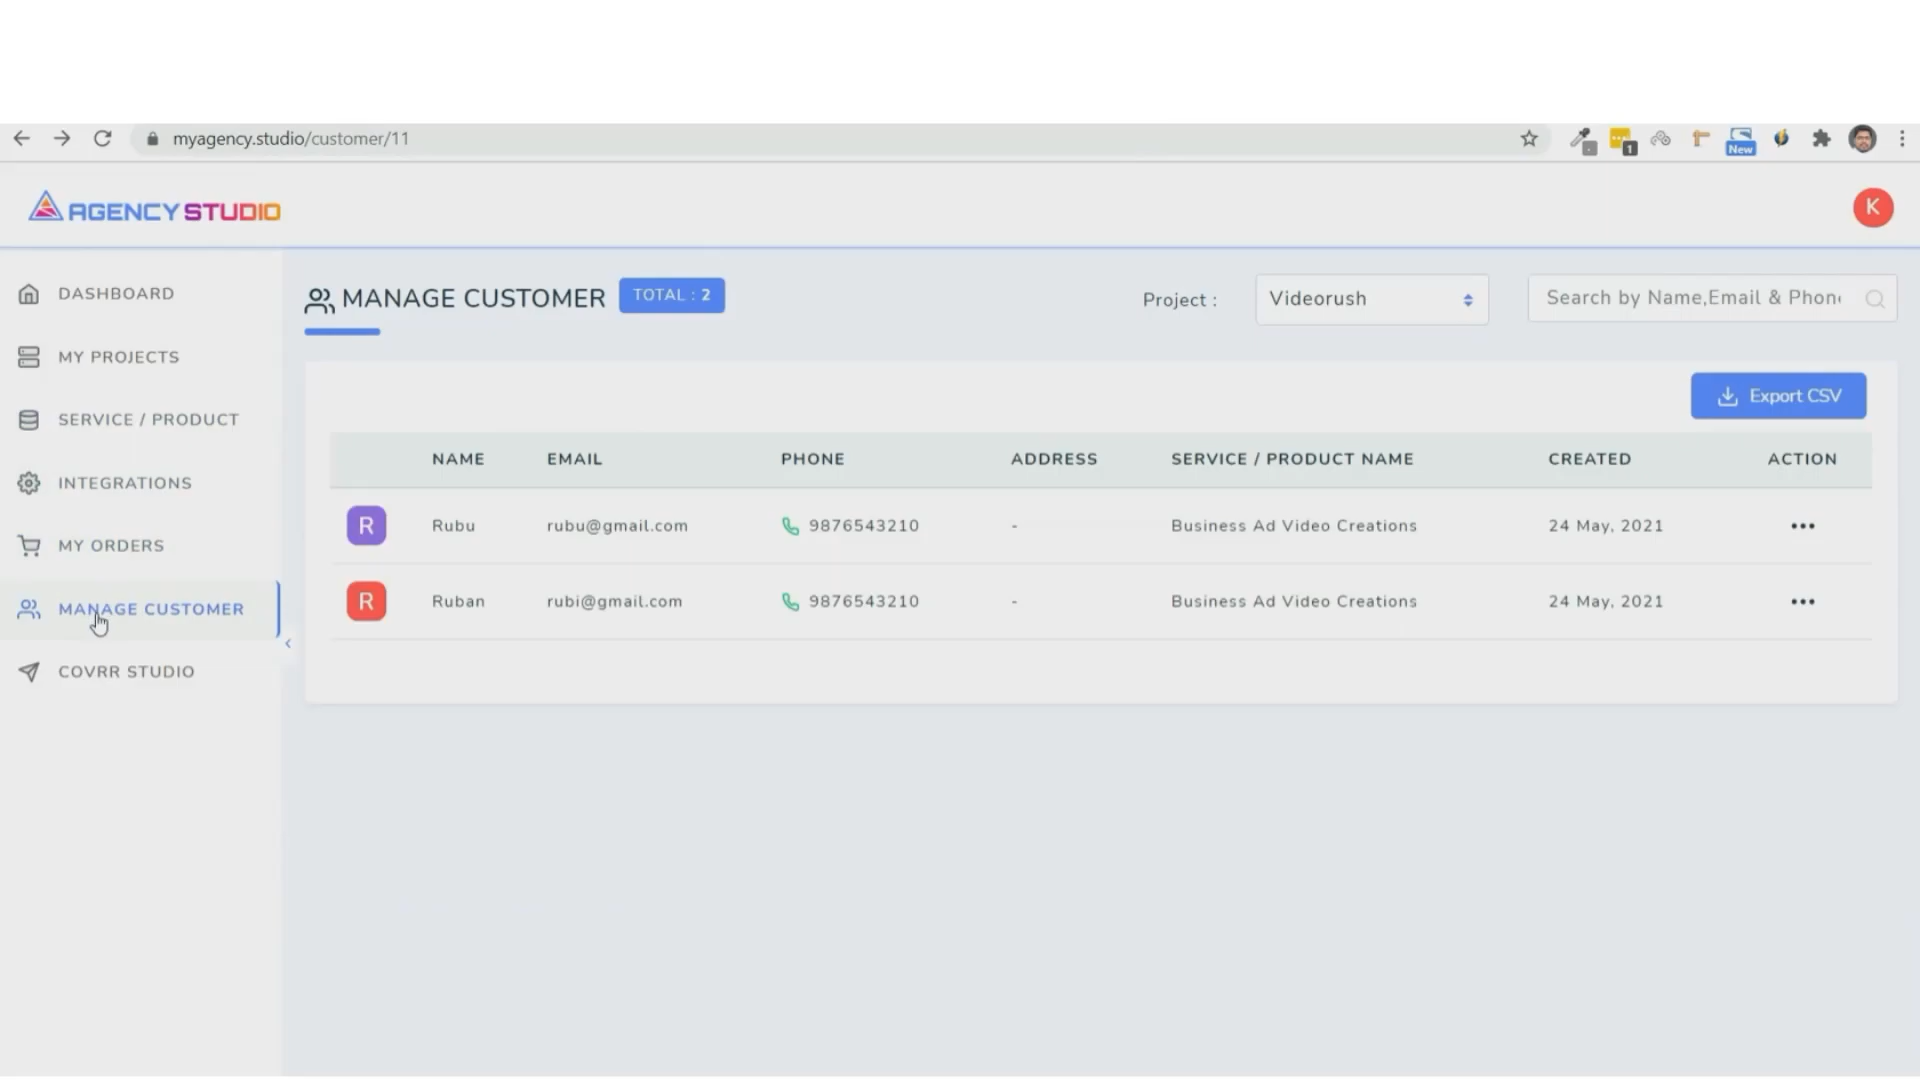 myagency.studio/customer/11
1
New
AGENCY STUDIO
K
DASHBOARD
MY PROJECTS
SERVICE / PRODUCT
INTEGRATIONS
MY ORDERS
MANAGE CUSTOMER
COVRR STUDIO
MANAGE CUSTOMER TOTAL : 2
Project : Videorush
Search by Name,Email & Phon
Export CSV
NAME EMAIL PHONE ADDRESS SERVICE / PRODUCT NAME CREATED ACTION
R Rubu rubu@gmail.com 9876543210 - Business Ad Video Creations 24 May, 2021
R Ruban rubi@gmail.com 9876543210 - Business Ad Video Creations 24 May, 2021